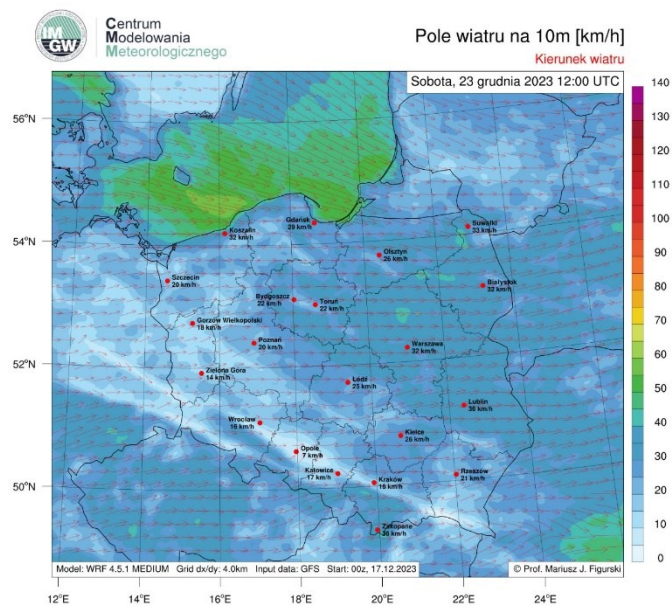 IM
GW
Centrum
Modelowania
Meteorologicznego
Pole wiatru na 10m [km/h]
Kierunek wiatru
Sobota, 23 grudnia 2023 12:00 UTC
56°N
54°N
52°N
50°N
Gdańsk
29 km/h
Koszalin
32 km/h
Suwałki
33 km/h
Olsztyn
26 km/h
Szczecin
20 km/h
Białystok
32 km/h
Bydgoszcz
22 km/h
Toruń
22 km/h
Gorzów Wielkopolski
18 km/h
Poznań
20 km/h
Warszawa
32 km/h
Zielona Góra
14 km/h
Łódź
25 km/h
Lublin
36 km/h
Wrocław
16 km/h
Kielce
26 km/h
Opole
7 km/h
Katowice
17 km/h
Kraków
16 km/h
Rzeszów
21 km/h
Zakopane
30 km/h
140
130
120
110
100
90
80
70
60
50
40
30
20
10
0
Model: WRF 4.5.1 MEDIUM Grid dx/dy: 4.0km Input data: GFS Start: 00z, 17.12.2023
© Prof. Mariusz J. Figurski
12°E 14°E 16°E 18°E 20°E 22°E 24°E